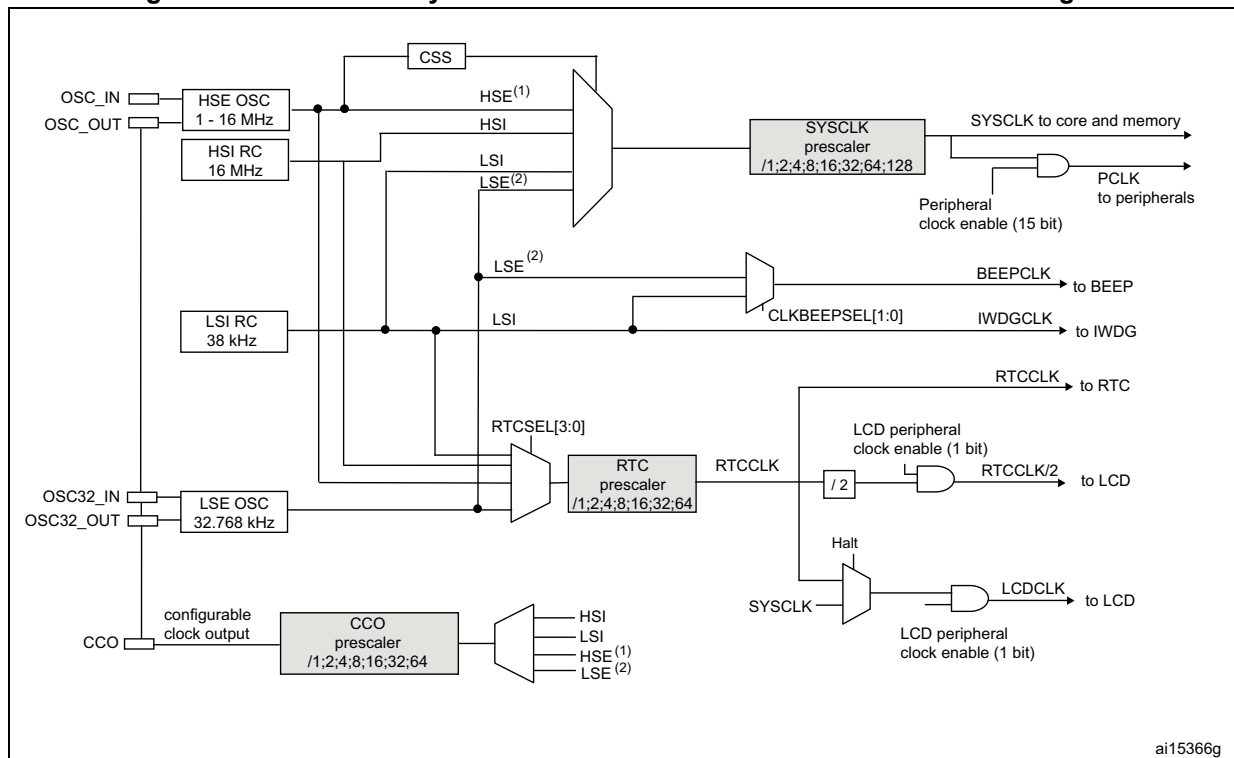 CSS
OSC_IN
OSC_OUT
HSE OSC
1 - 16 MHz
HSE(1)
HSI
HSI RC
16 MHz
LSI
LSE(2)
SYSCLK
prescaler
/1;2;4;8;16;32;64;128
SYSCLK to core and memory
PCLK
to peripherals
Peripheral
clock enable (15 bit)
LSE(2)
BEEPCLK
to BEEP
CLKBEEPSEL[1:0]
LSI RC
38 kHz
LSI
IWDGCLK
to IWDG
RTCCLK
to RTC
RTCSEL[3:0]
RTC
prescaler
/1;2;4;8;16;32;64
RTCCLK
LCD peripheral
clock enable (1 bit)
/ 2
RTCCLK/2
to LCD
OSC32_IN
OSC32_OUT
LSE OSC
32.768 kHz
Halt
SYSCLK
LCDCLK
to LCD
LCD peripheral
clock enable (1 bit)
CCO
configurable
clock output
CCO
prescaler
/1;2;4;8;16;32;64
HSI
LSI
HSE(1)
LSE(2)
ai15366g